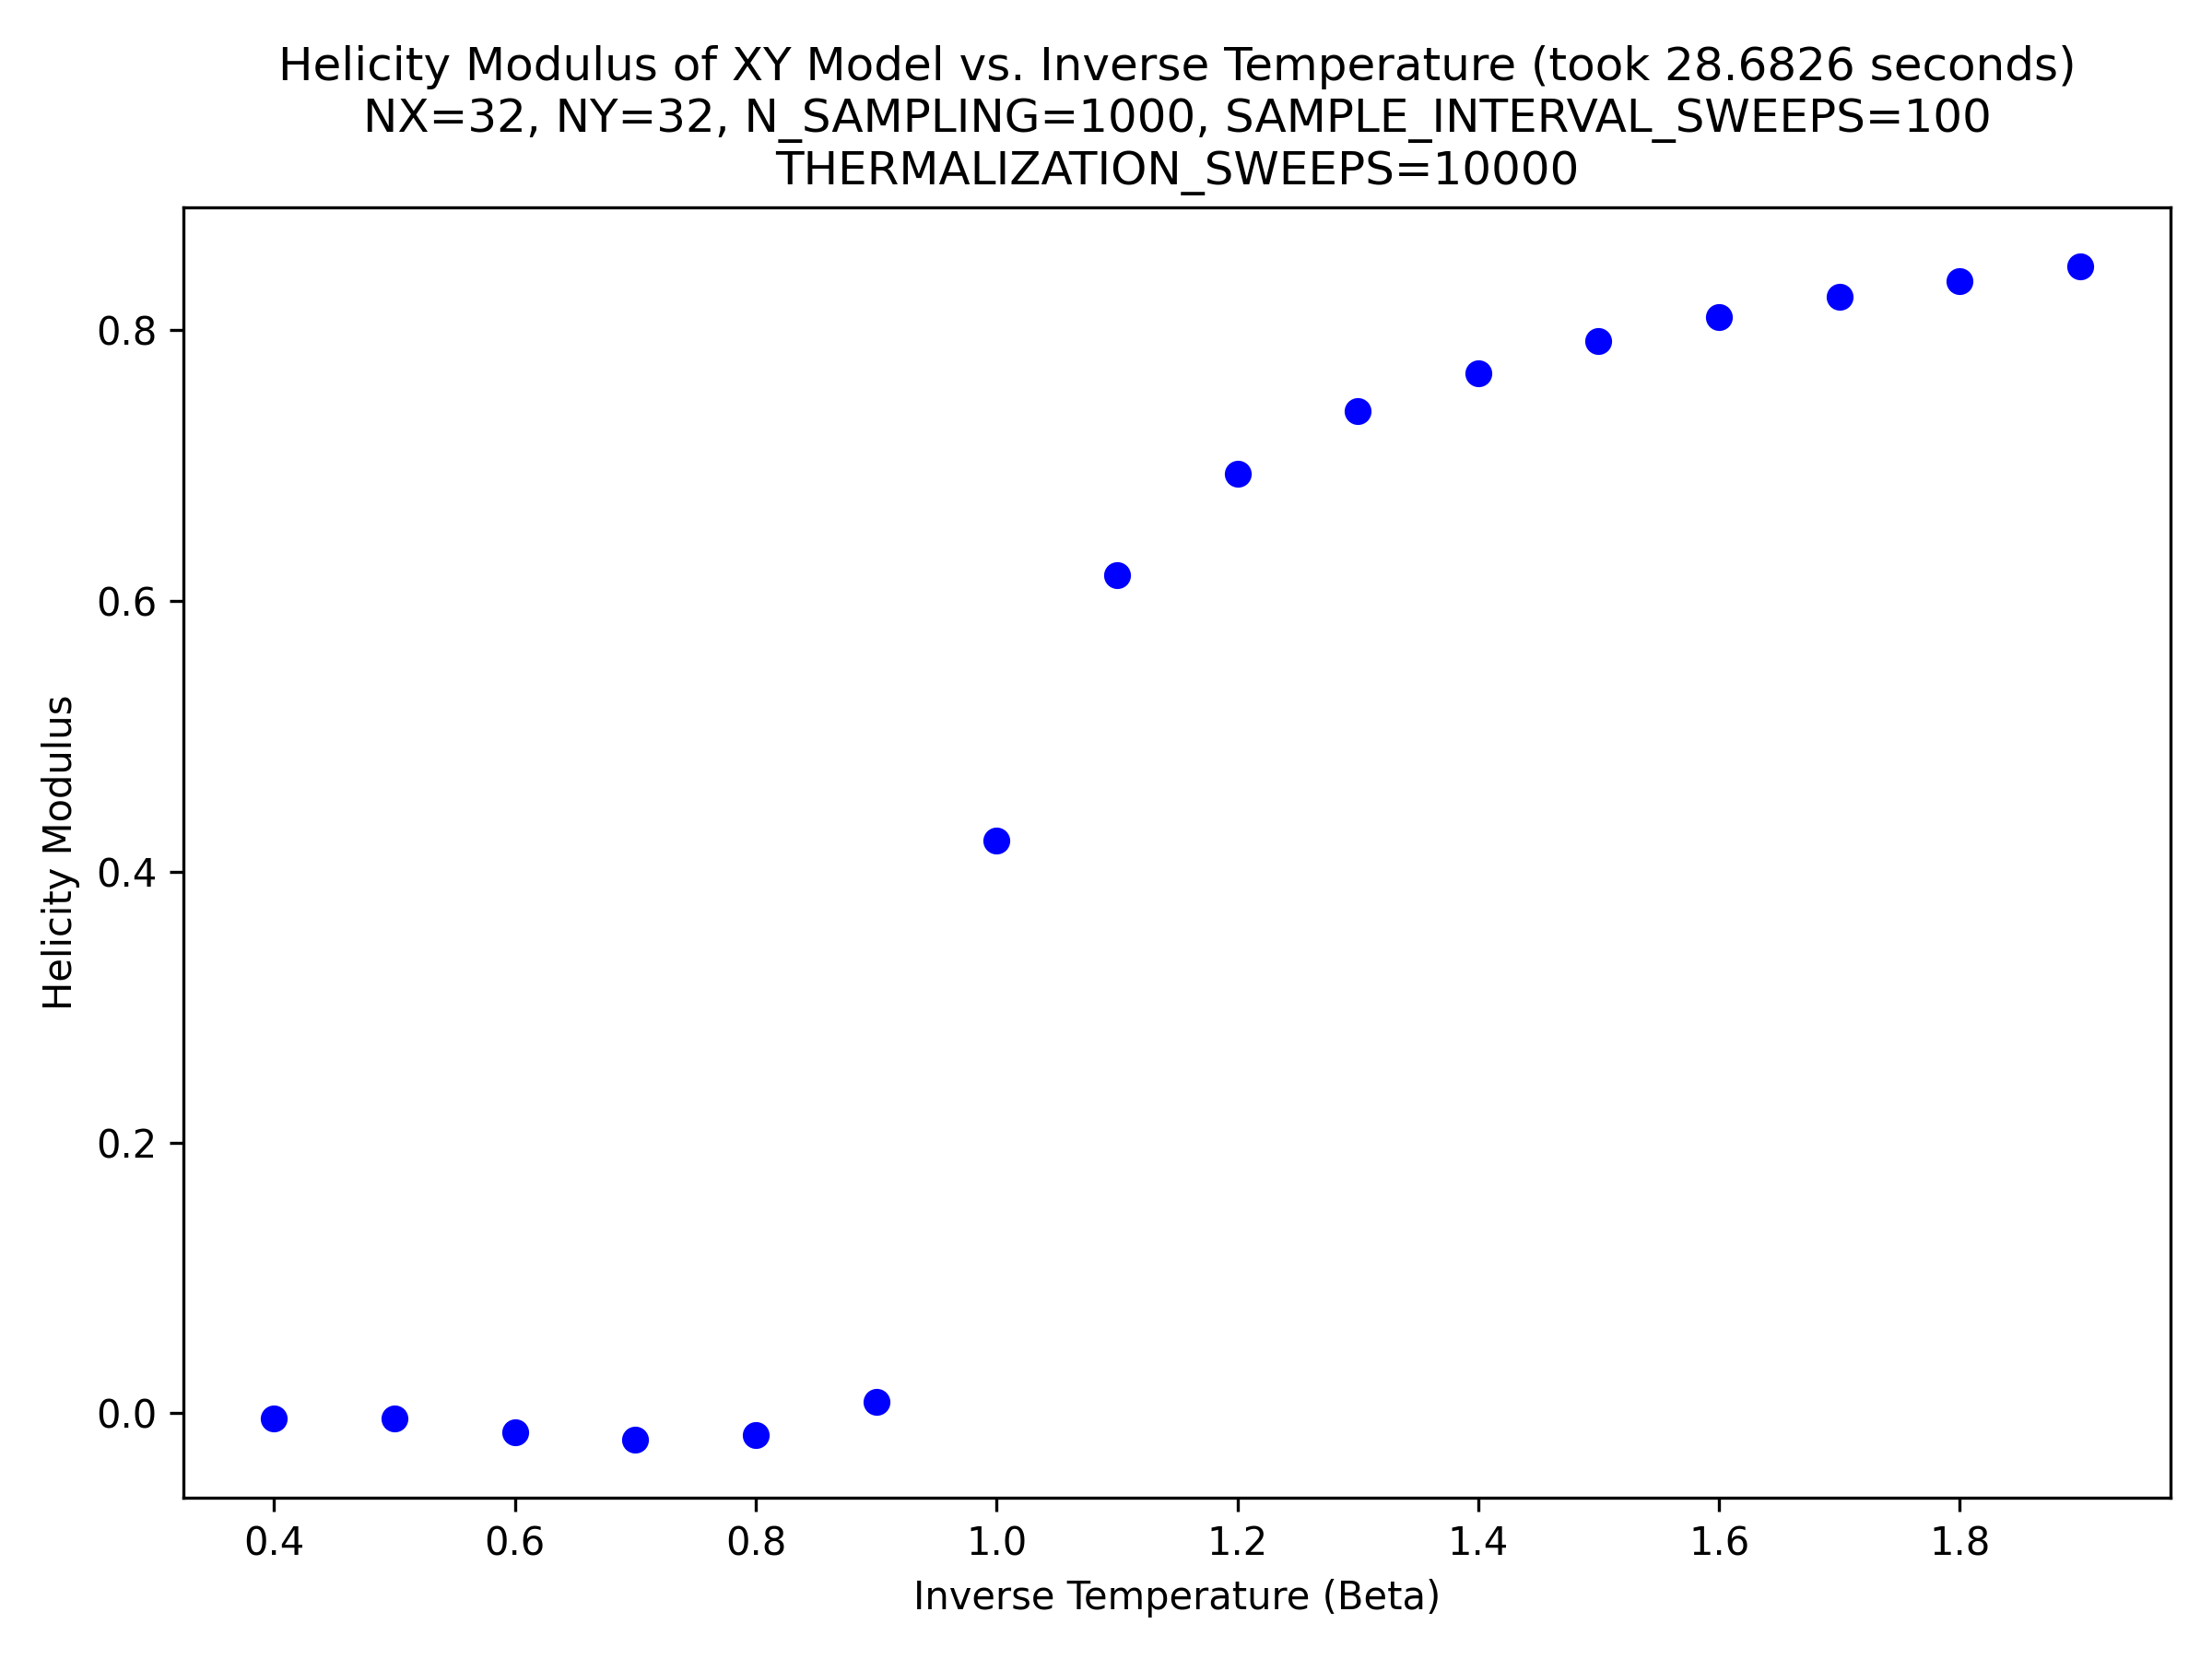 Helicity Modulus of XY Model vs. Inverse Temperature (took 28.6826 seconds)
NX=32, NY=32, N_SAMPLING=1000, SAMPLE_INTERVAL_SWEEPS=100
THERMALIZATION_SWEEPS=10000
Helicity Modulus
0.8
0.6
0.4
0.2
0.0
0.4 0.6 0.8 1.0 1.2 1.4 1.6 1.8
Inverse Temperature (Beta)